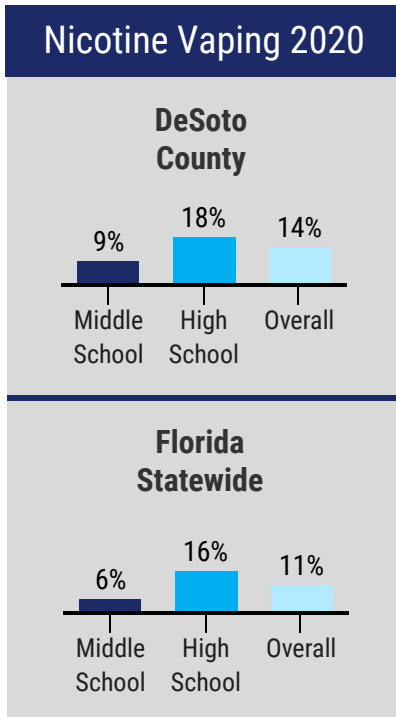 Nicotine Vaping 2020
DeSoto
County
9%
18%
14%
Middle
School
High
School
Overall
Florida
Statewide
6%
16%
11%
Middle
School
High
School
Overall